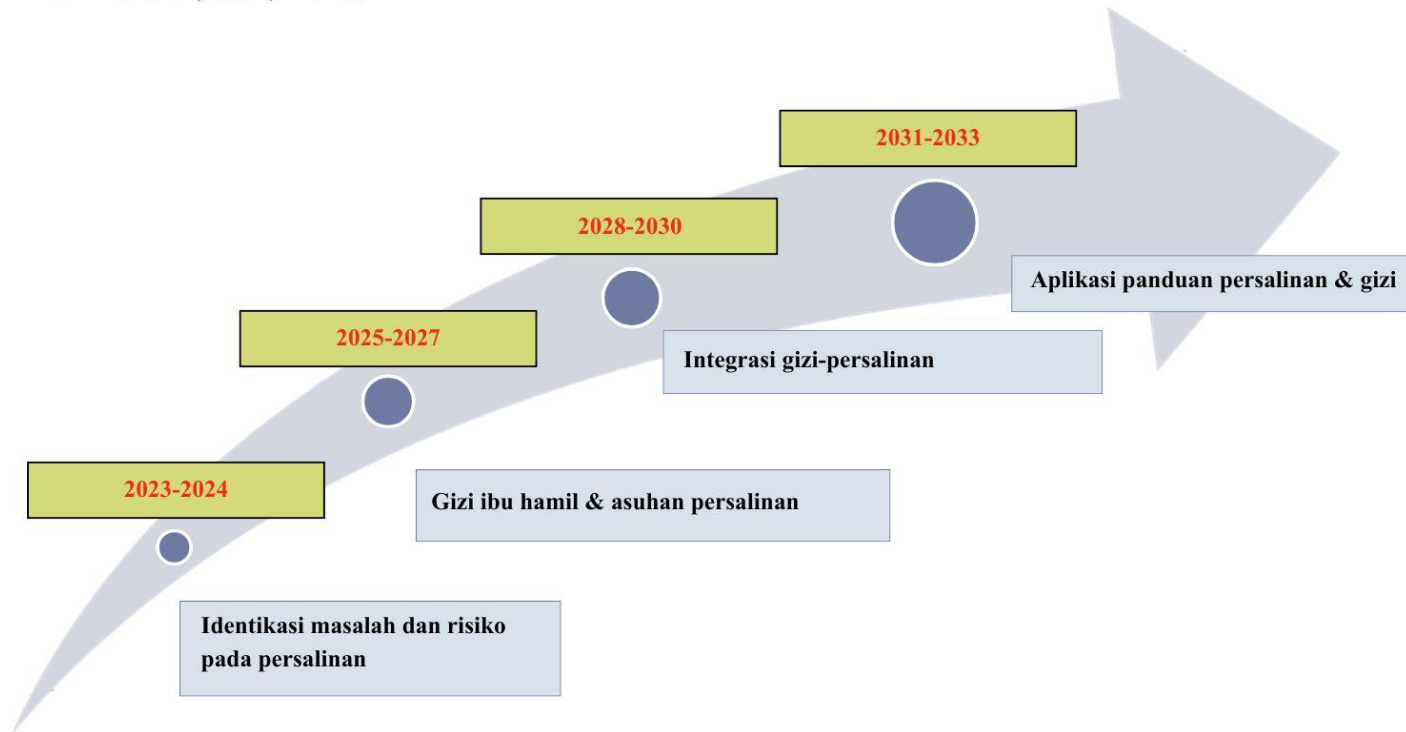 2023-2024
Identikasi masalah dan risiko
pada persalinan
2025-2027
Gizi ibu hamil & asuhan persalinan
2028-2030
Integrasi gizi-persalinan
2031-2033
Aplikasi panduan persalinan & gizi